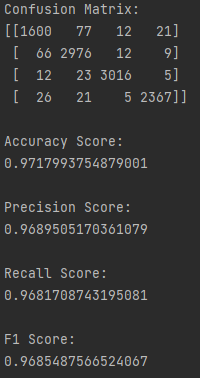 Confusion Matrix:
[[1600   77   12   21]
 [  66 2976   12    9]
 [  12   23 3016    5]
 [  26   21    5 2367]]
Accuracy Score:
0.9717993754879001
Precision Score:
0.9689505170361079
Recall Score:
0.9681708743195081
F1 Score:
0.9685487566524067